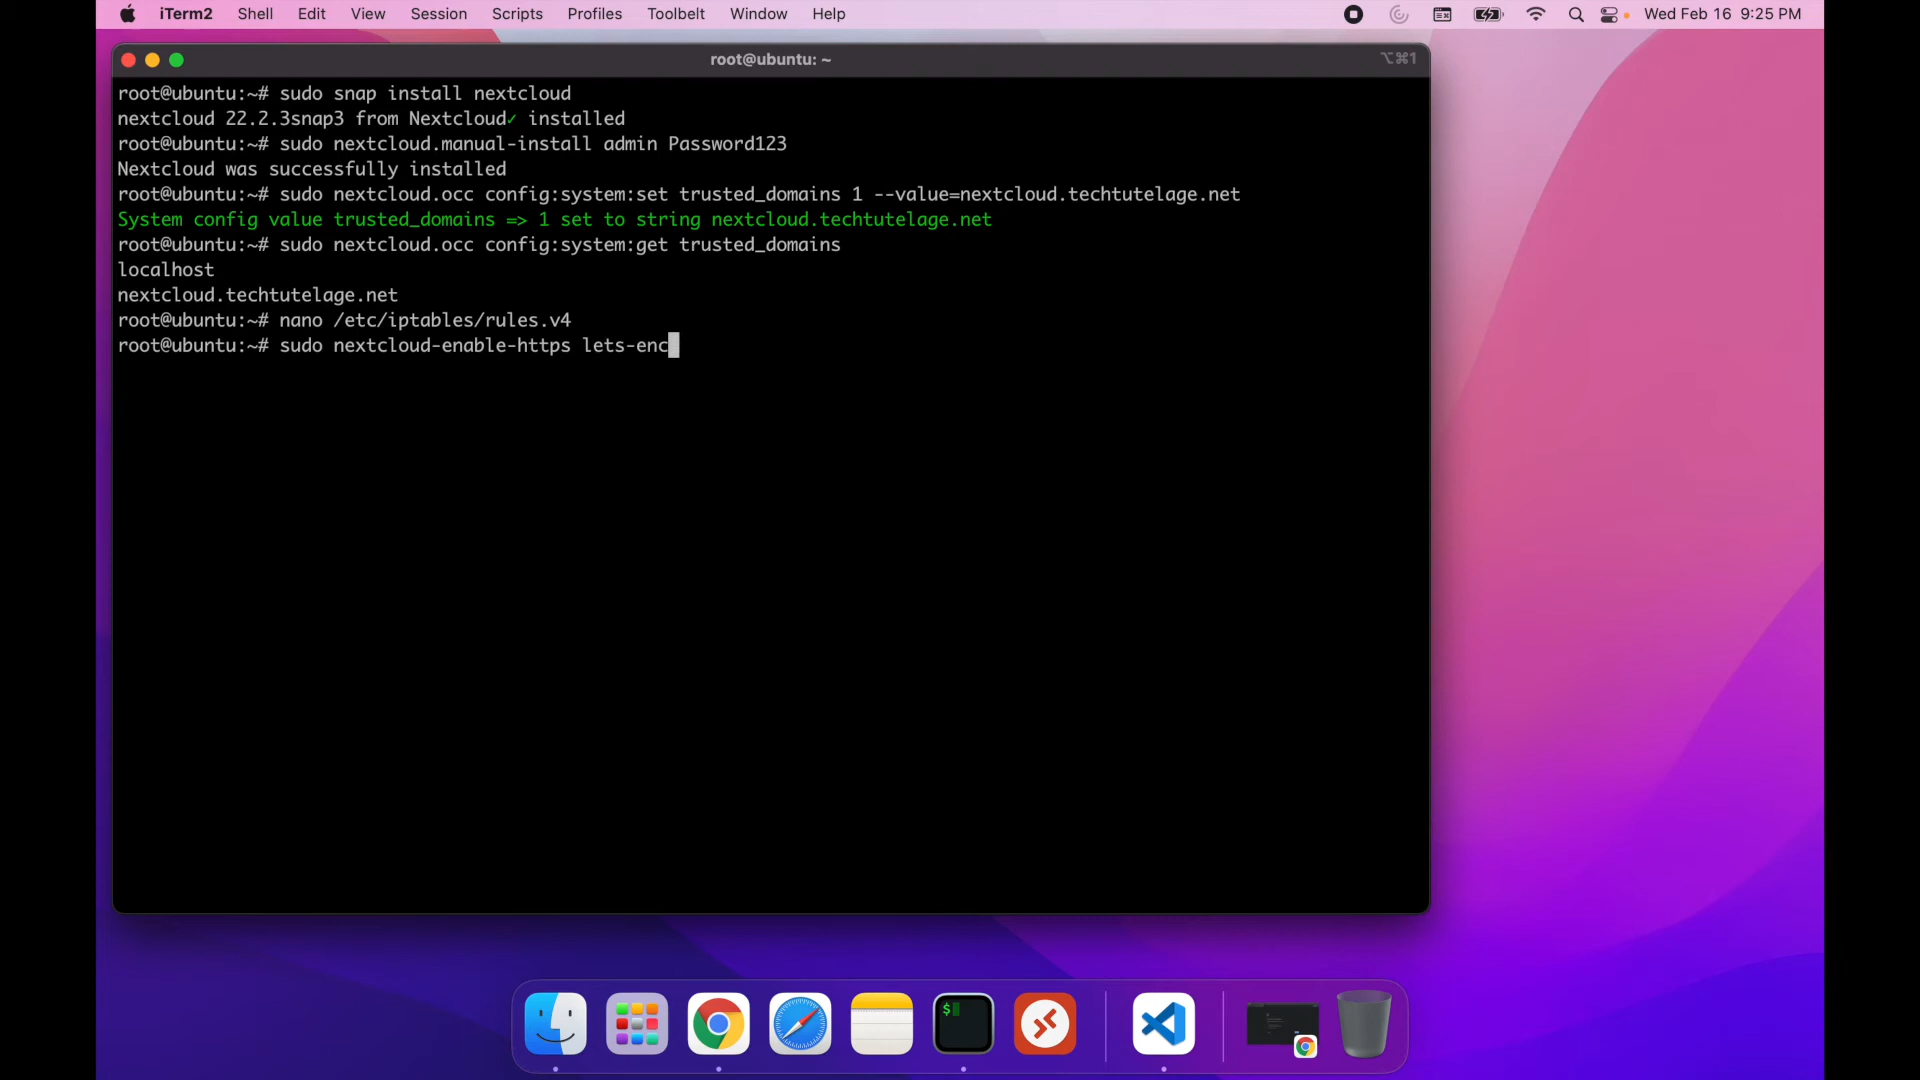 iTerm2 Shell Edit View Session Scripts Profiles Toolbelt Window Help Wed Feb 16 9:25 PM
root@ubuntu: ~ ⌥⌘1
root@ubuntu:~# sudo snap install nextcloud
nextcloud 22.2.3snap3 from Nextcloud✓ installed
root@ubuntu:~# sudo nextcloud.manual-install admin Password123
Nextcloud was successfully installed
root@ubuntu:~# sudo nextcloud.occ config:system:set trusted_domains 1 --value=nextcloud.techtutelage.net
System config value trusted_domains => 1 set to string nextcloud.techtutelage.net
root@ubuntu:~# sudo nextcloud.occ config:system:get trusted_domains
localhost
nextcloud.techtutelage.net
root@ubuntu:~# nano /etc/iptables/rules.v4
root@ubuntu:~# sudo nextcloud-enable-https lets-enc
$